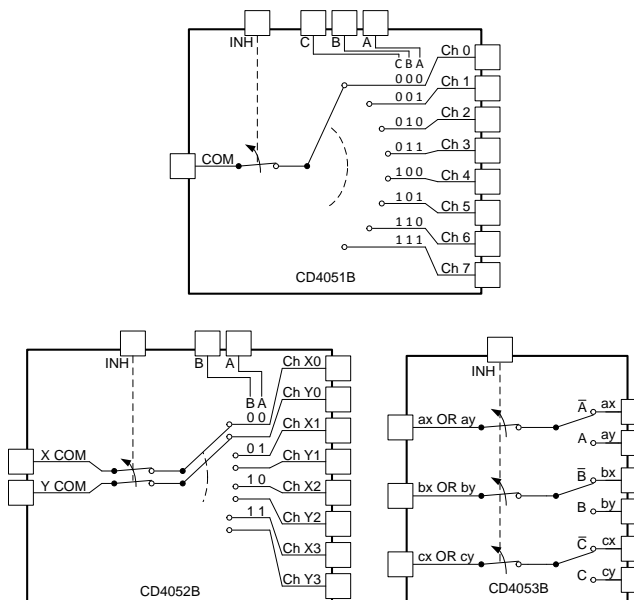 INH C B A
C B A
0 0 0 Ch 0
0 0 1 Ch 1
0 1 0 Ch 2
0 1 1 Ch 3
COM
1 0 0 Ch 4
1 0 1 Ch 5
1 1 0 Ch 6
1 1 1 Ch 7
CD4051B
INH B A
B A
Ch X0
0 0 Ch Y0
Ch X1
0 1 Ch Y1
X COM
Y COM
1 0 Ch X2
Ch Y2
1 1 Ch X3
Ch Y3
CD4052B
INH
ax OR ay A̅ ax
A ay
bx OR by B̅ bx
B by
cx OR cy C̅ cx
C cy
CD4053B